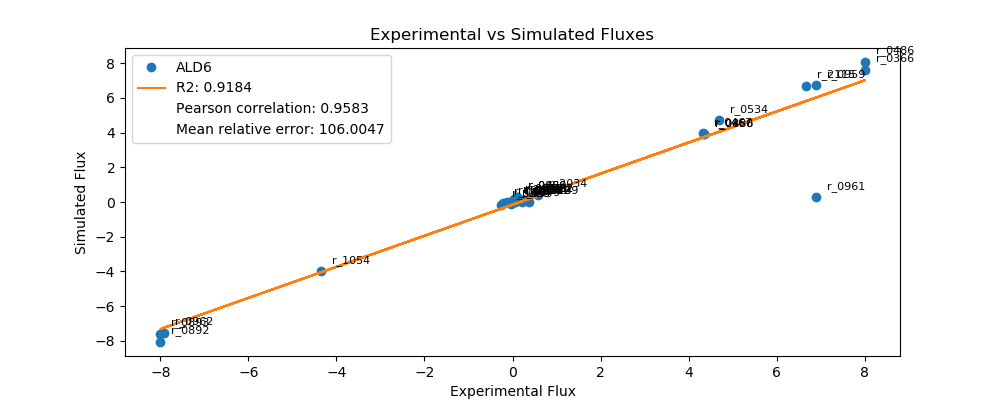 Experimental vs Simulated Fluxes
ALD6
R2: 0.9184
Pearson correlation: 0.9583
Mean relative error: 106.0047
r_0486
r_0366
r_0534
r_0961
r_1054
r_0962
r_0892
r_2034
8
6
4
2
0
−2
−4
−6
−8
Simulated Flux
−8 −6 −4 −2 0 2 4 6 8
Experimental Flux